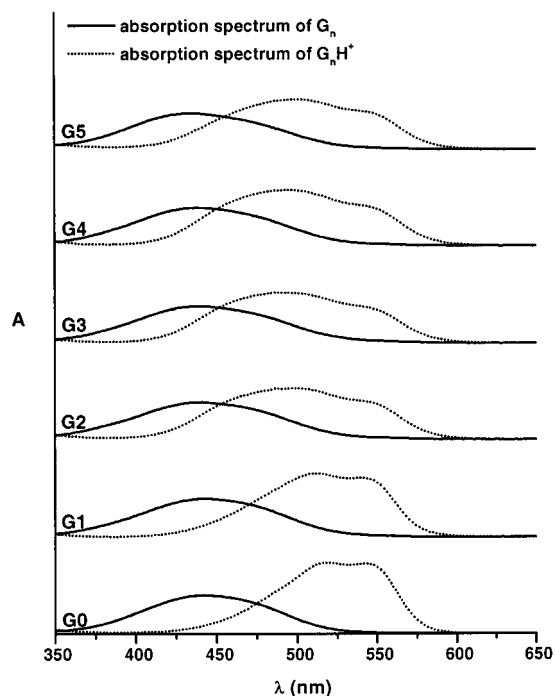 absorption spectrum of Gₙ
absorption spectrum of GₙH⁺
G5
G4
G3
A
G2
G1
G0
350 400 450 500 550 600 650
λ (nm)